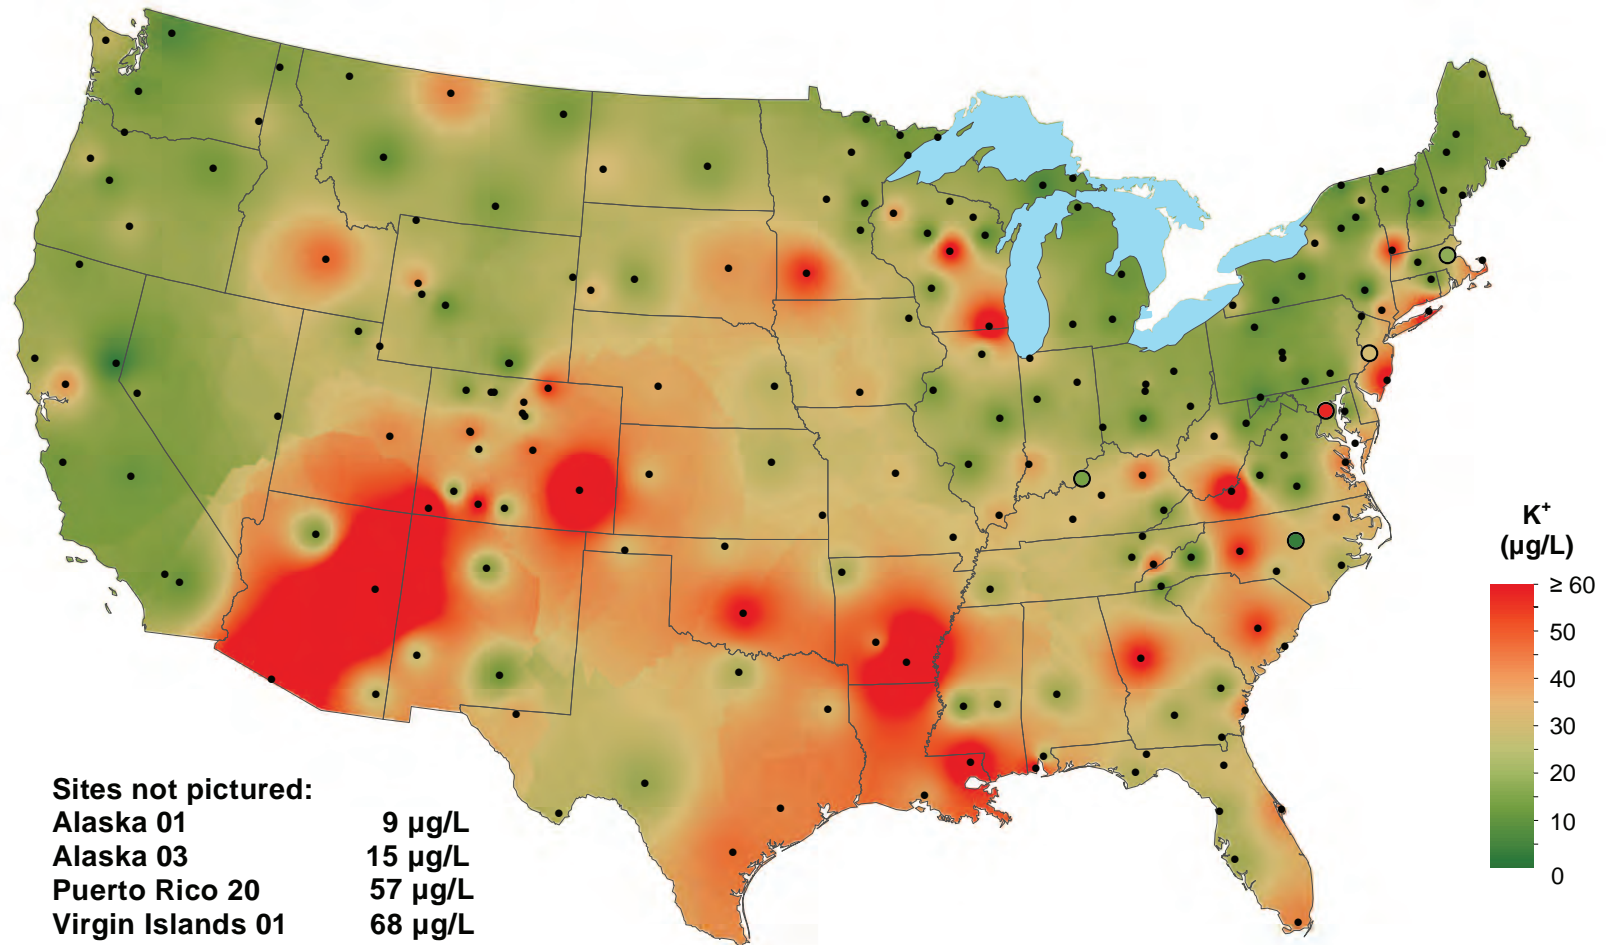 K⁺
(µg/L)
≥ 60
50
40
30
20
10
0
Sites not pictured:
Alaska 01 9 µg/L
Alaska 03 15 µg/L
Puerto Rico 20 57 µg/L
Virgin Islands 01 68 µg/L